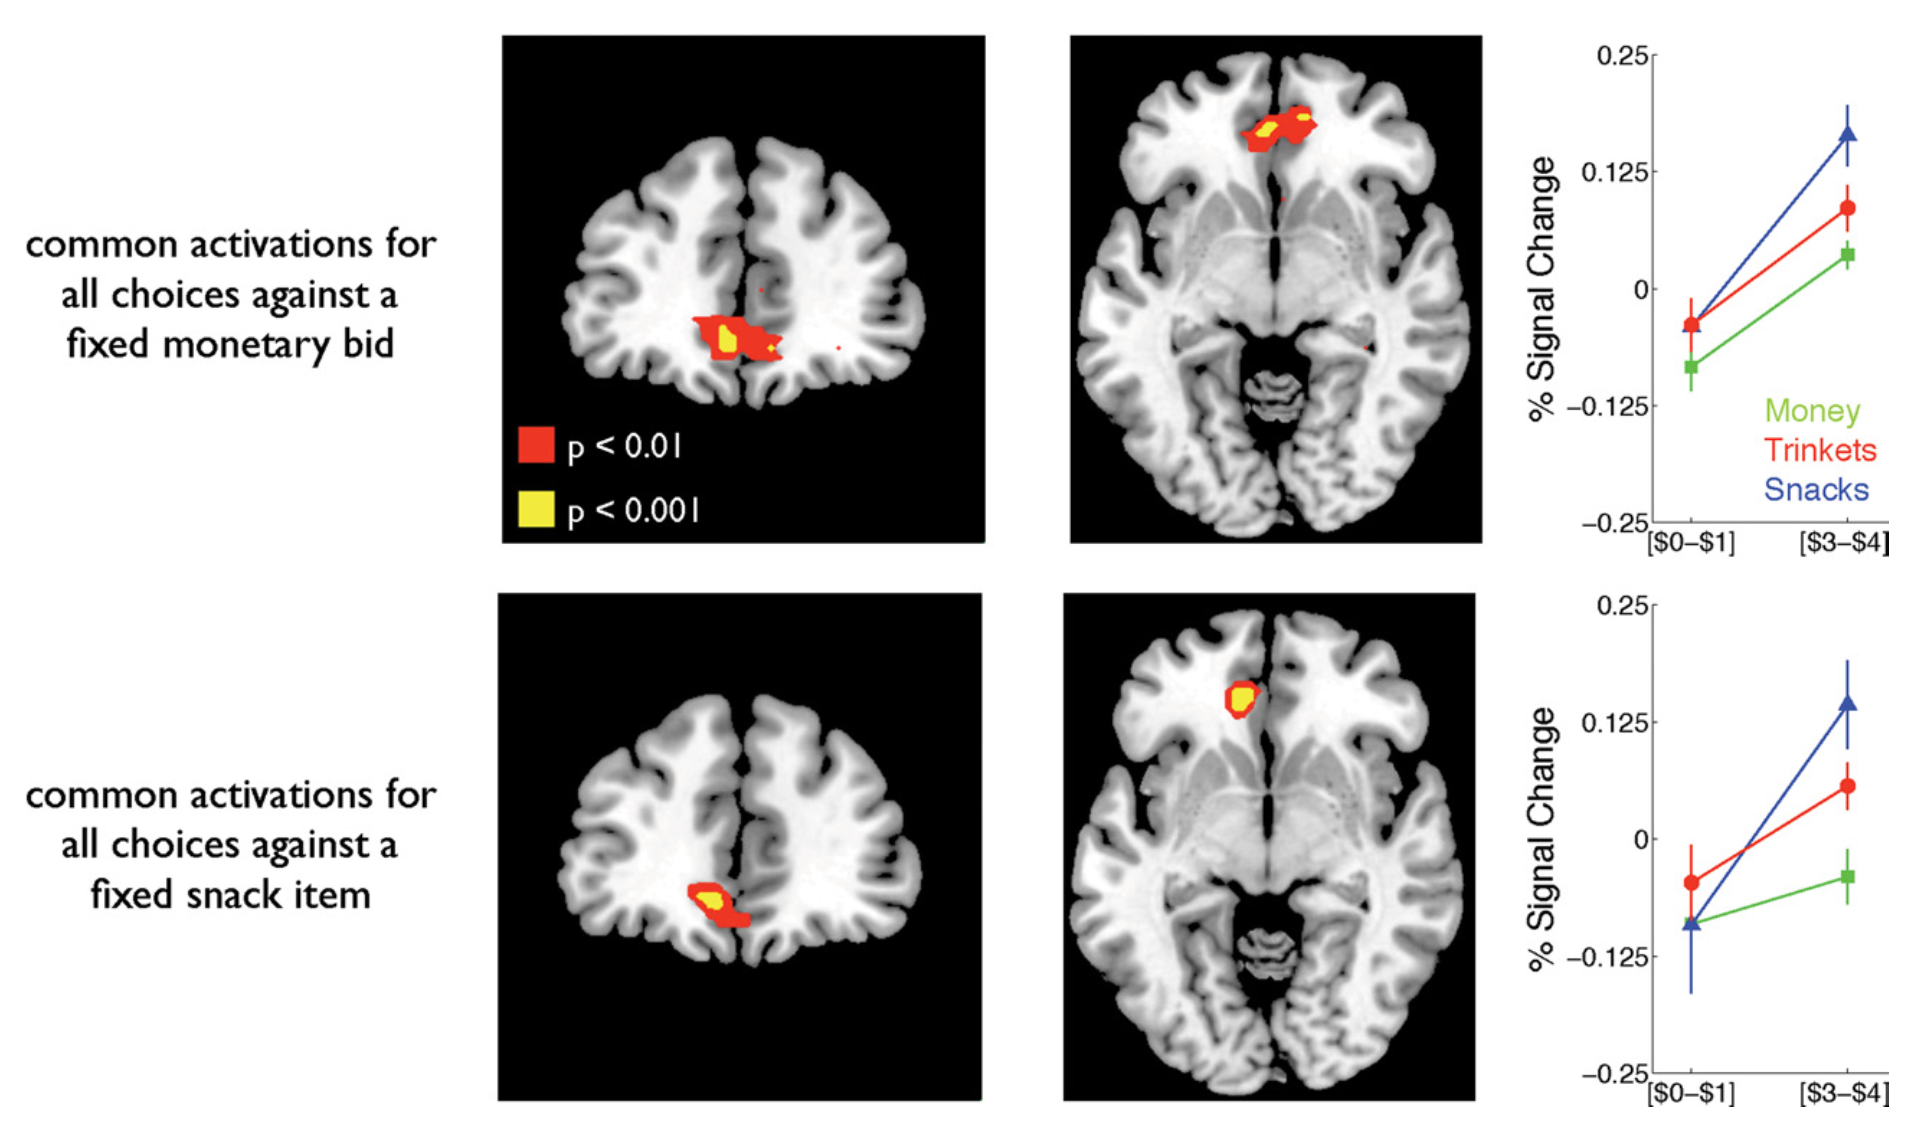 common activations for
all choices against a
fixed monetary bid
p < 0.01
p < 0.001
% Signal Change
0.25
0.125
0
−0.125
−0.25
Money
Trinkets
Snacks
[$0−$1]
[$3−$4]
common activations for
all choices against a
fixed snack item
% Signal Change
0.25
0.125
0
−0.125
−0.25
[$0−$1]
[$3−$4]